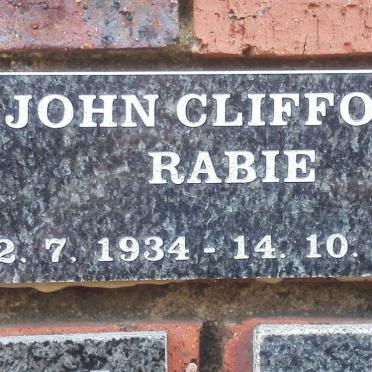 JOHN CLIFFO
RABIE
2. 7. 1934 - 14. 10.